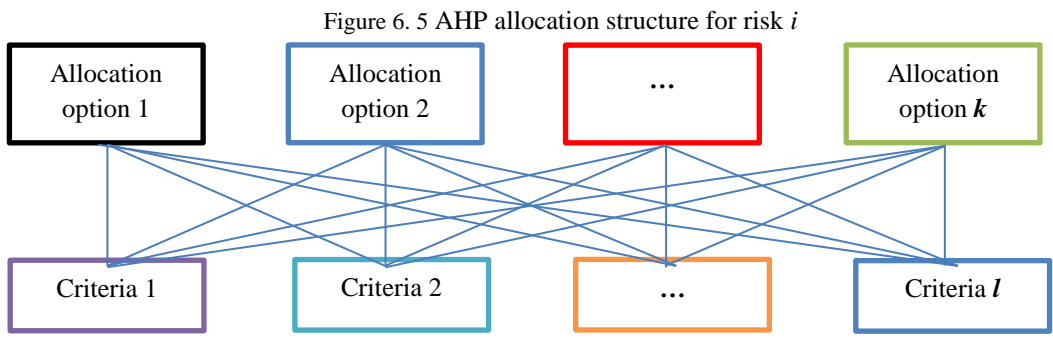 Figure 6. 5 AHP allocation structure for risk i
Allocation
option 1
Allocation
option 2
...
Allocation
option k
Criteria 1
Criteria 2
...
Criteria l